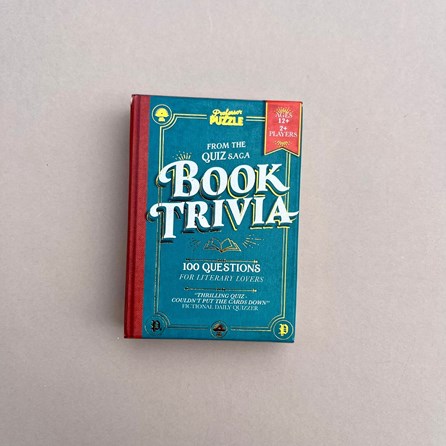 Professor
PUZZLE
AGES
12+
2+
PLAYERS
FROM THE
QUIZ SAGA
BOOK
TRIVIA
100 QUESTIONS
FOR LITERARY LOVERS
"THRILLING QUIZ -
COULDN'T PUT THE CARDS DOWN"
FICTIONAL DAILY QUIZZER
P
P